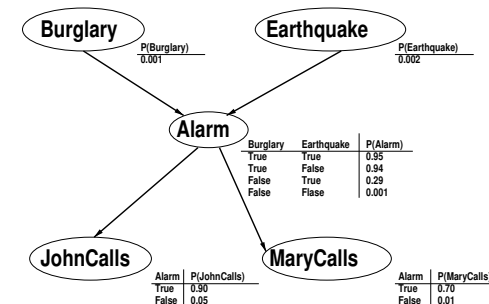 Burglary
P(Burglary)
0.001
Earthquake
P(Earthquake)
0.002
Alarm
Burglary Earthquake P(Alarm)
True True 0.95
True False 0.94
False True 0.29
False Flase 0.001
JohnCalls
Alarm P(JohnCalls)
True 0.90
False 0.05
MaryCalls
Alarm P(MaryCalls)
True 0.70
False 0.01